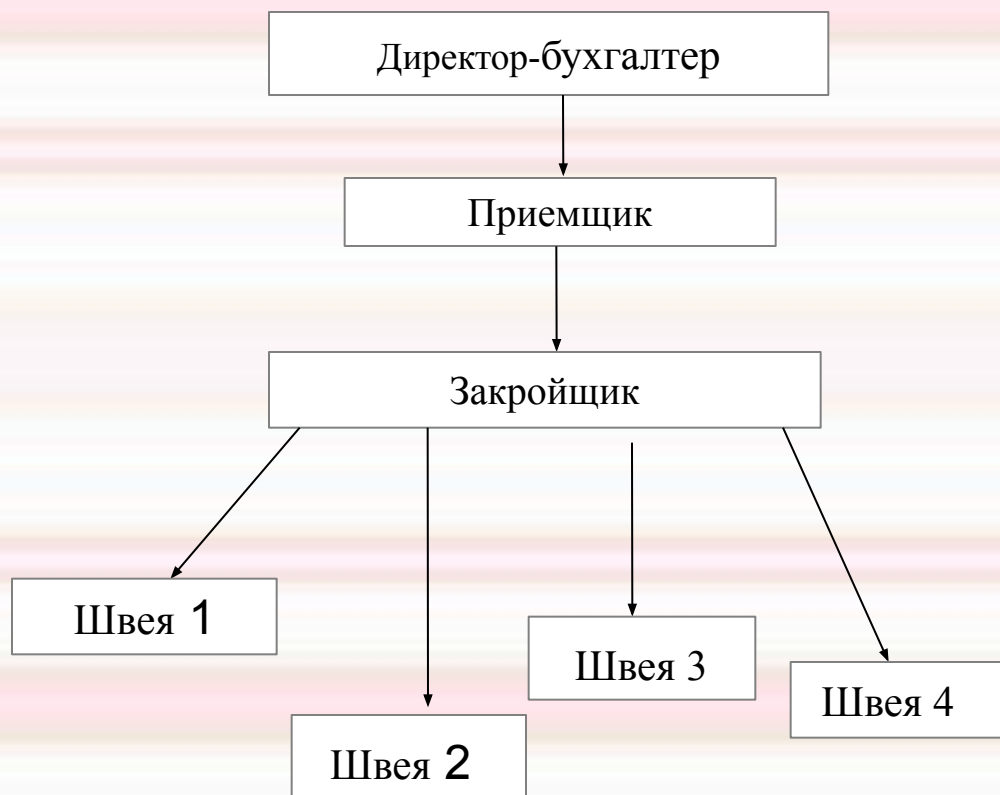 Директор-бухгалтер
Приемщик
Закройщик
Швея 1
Швея 2
Швея 3
Швея 4